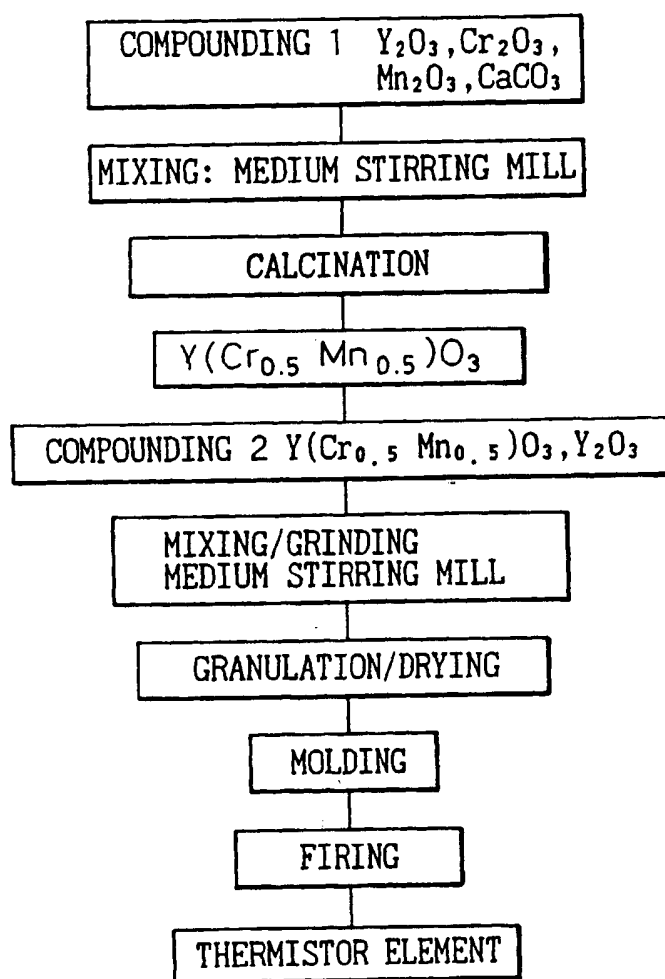 COMPOUNDING 1 Y₂O₃,Cr₂O₃,
Mn₂O₃,CaCO₃
MIXING: MEDIUM STIRRING MILL
CALCINATION
Y(Cr₀.₅ Mn₀.₅)O₃
COMPOUNDING 2 Y(Cr₀.₅ Mn₀.₅)O₃,Y₂O₃
MIXING/GRINDING
MEDIUM STIRRING MILL
GRANULATION/DRYING
MOLDING
FIRING
THERMISTOR ELEMENT